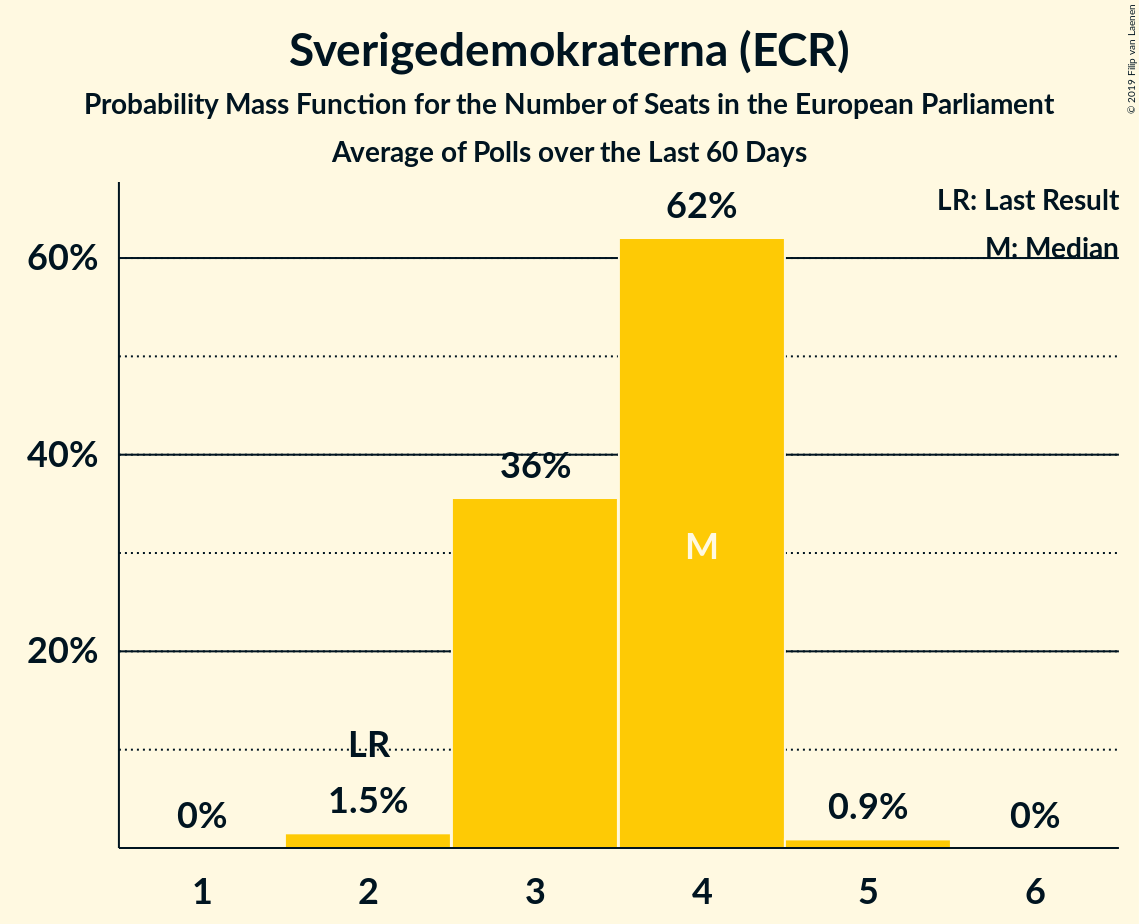 Sverigedemokraterna (ECR)
Probability Mass Function for the Number of Seats in the European Parliament
Average of Polls over the Last 60 Days
© 2019 Filip van Laenen
LR: Last Result
M: Median
62%
60%
40%
36%
M
20%
LR
1.5%
0%
0.9%
0%
1 2 3 4 5 6